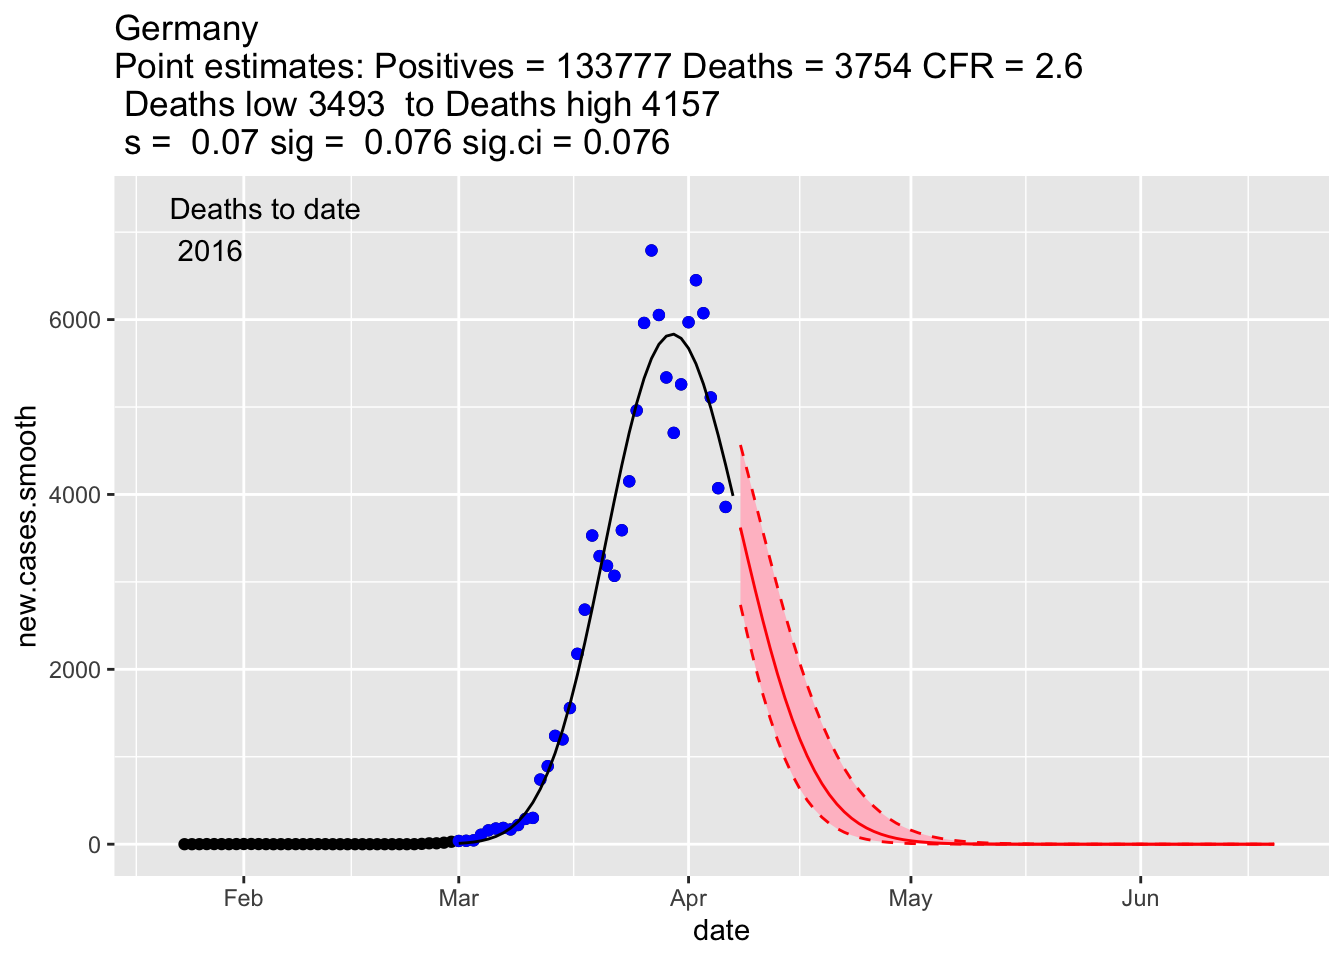 Germany
Point estimates: Positives = 133777 Deaths = 3754 CFR = 2.6
Deaths low 3493  to Deaths high 4157
s =  0.07 sig =  0.076 sig.ci = 0.076
Deaths to date
2016
6000
4000
2000
0
new.cases.smooth
Feb Mar Apr May Jun
date